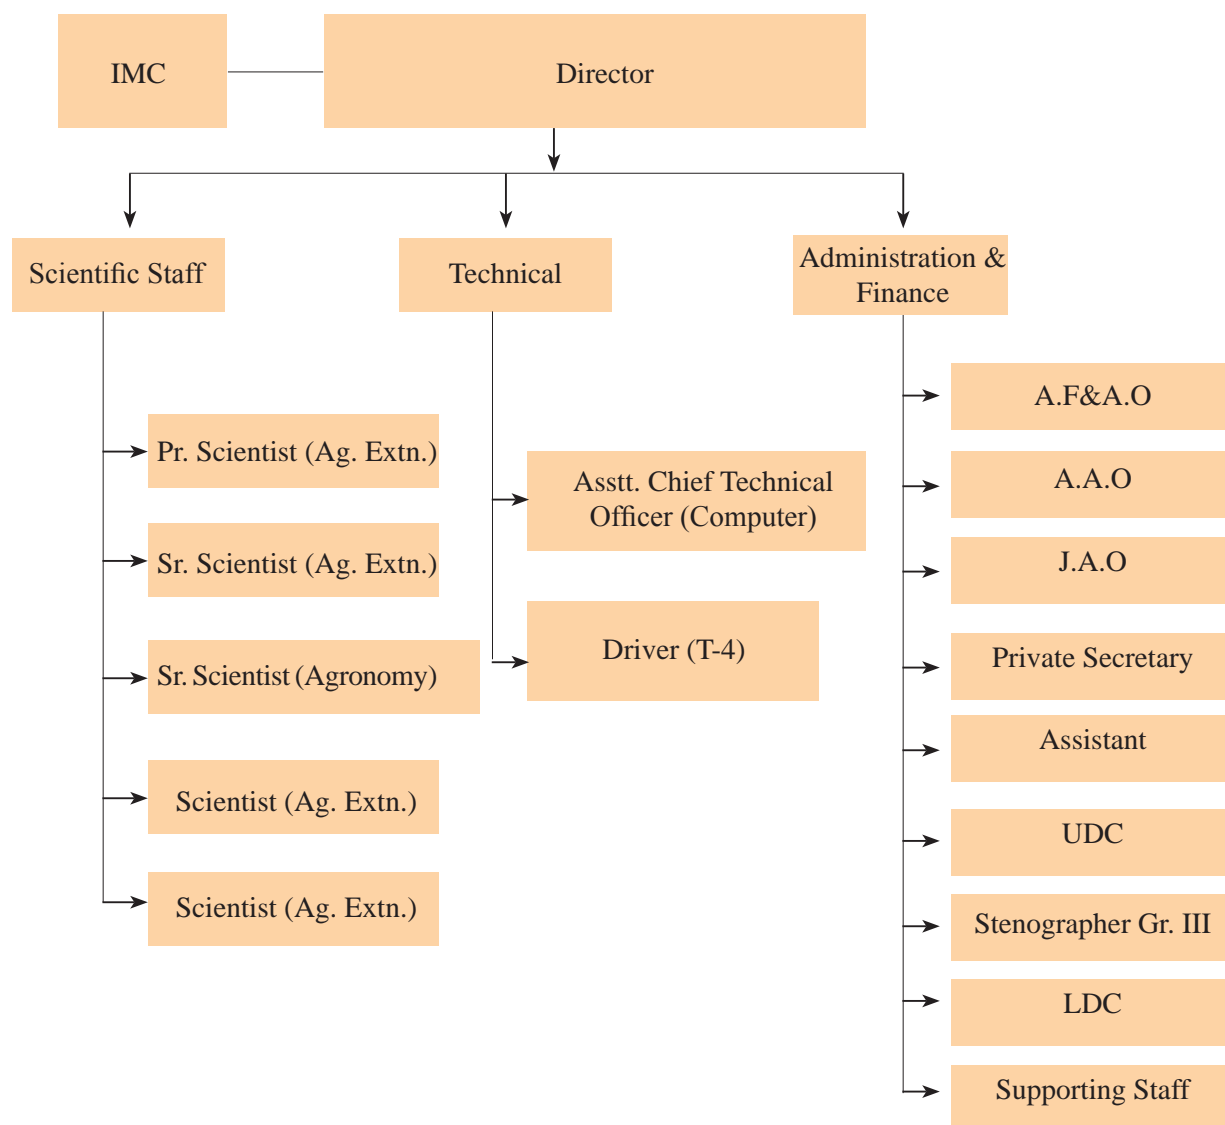 IMC
Director
Scientific Staff
Technical
Administration &
Finance
Pr. Scientist (Ag. Extn.)
Sr. Scientist (Ag. Extn.)
Sr. Scientist (Agronomy)
Scientist (Ag. Extn.)
Scientist (Ag. Extn.)
Asstt. Chief Technical
Officer (Computer)
Driver (T-4)
A.F&A.O
A.A.O
J.A.O
Private Secretary
Assistant
UDC
Stenographer Gr. III
LDC
Supporting Staff